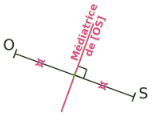 Médiatrice
de [OS]
O
S